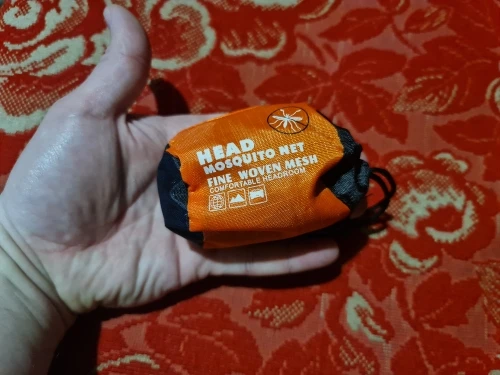 HEAD
MOSQUITO NET
FINE WOVEN MESH
COMFORTABLE HEADROOM